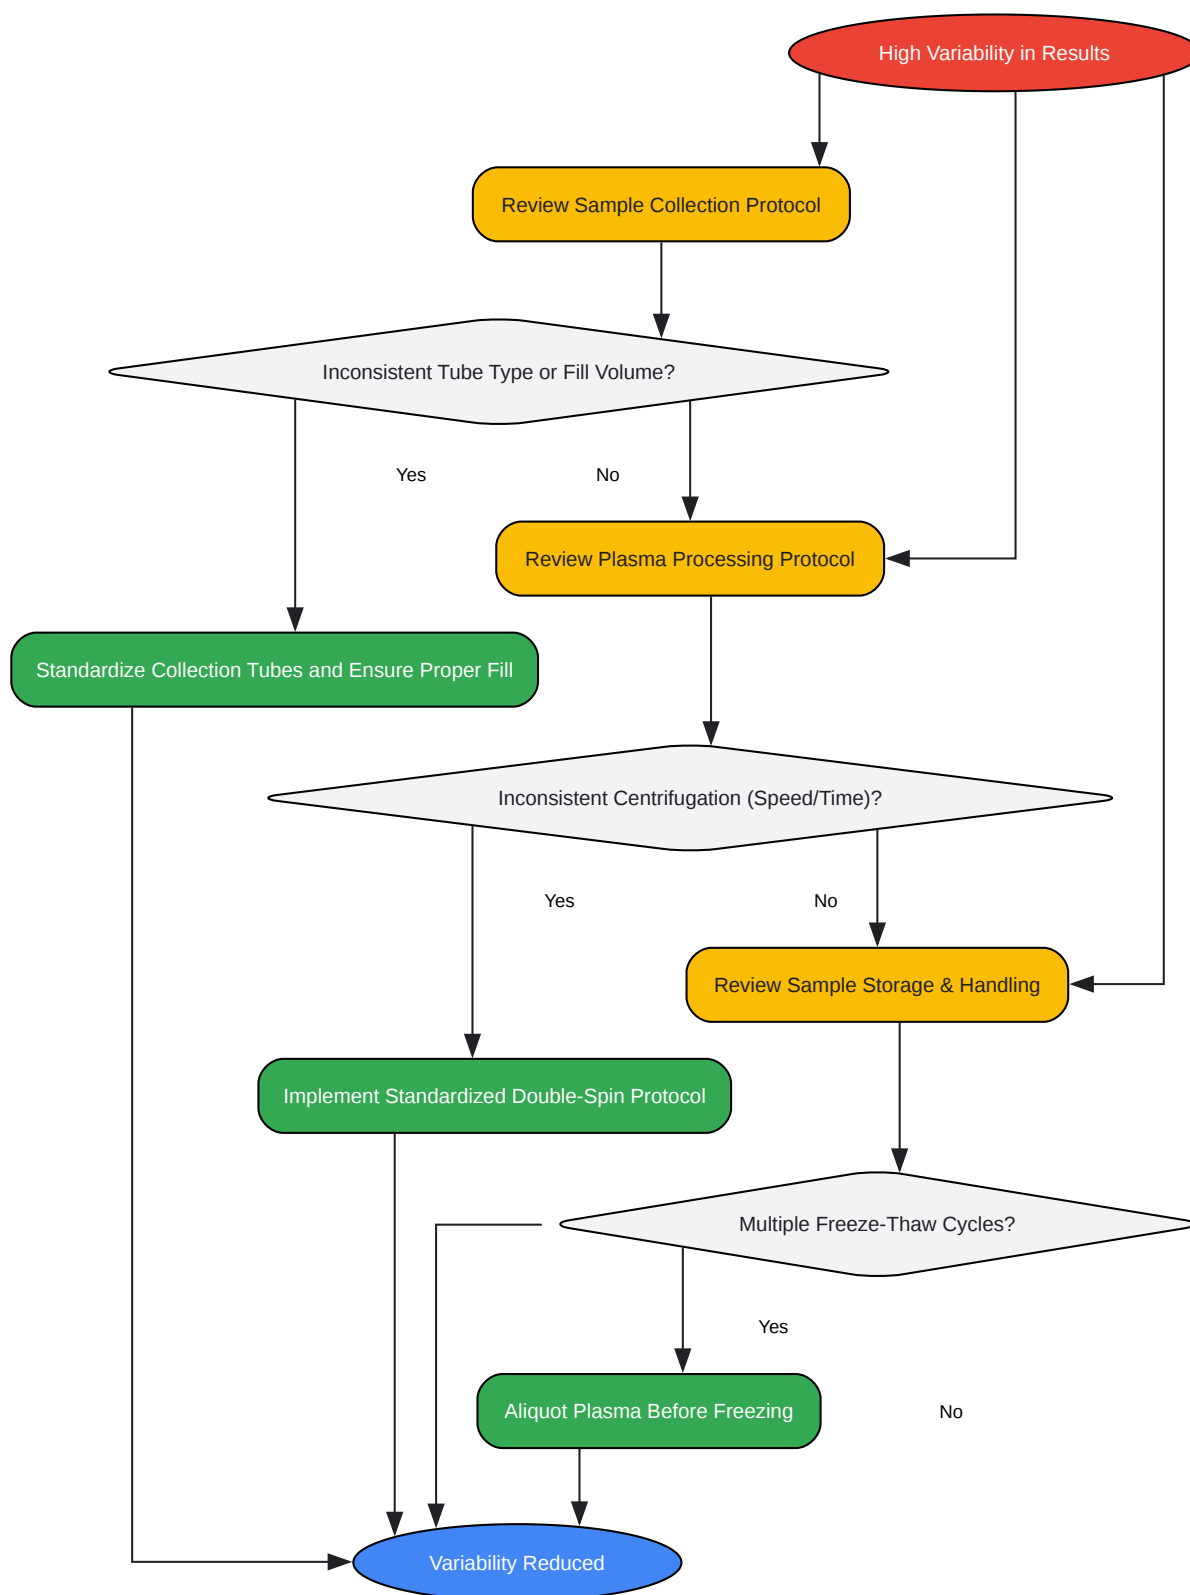 High Variability in Results
Review Sample Collection Protocol
Inconsistent Tube Type or Fill Volume?
Yes
No
Review Plasma Processing Protocol
Standardize Collection Tubes and Ensure Proper Fill
Inconsistent Centrifugation (Speed/Time)?
Yes
No
Review Sample Storage & Handling
Implement Standardized Double-Spin Protocol
Multiple Freeze-Thaw Cycles?
Yes
Aliquot Plasma Before Freezing
No
Variability Reduced